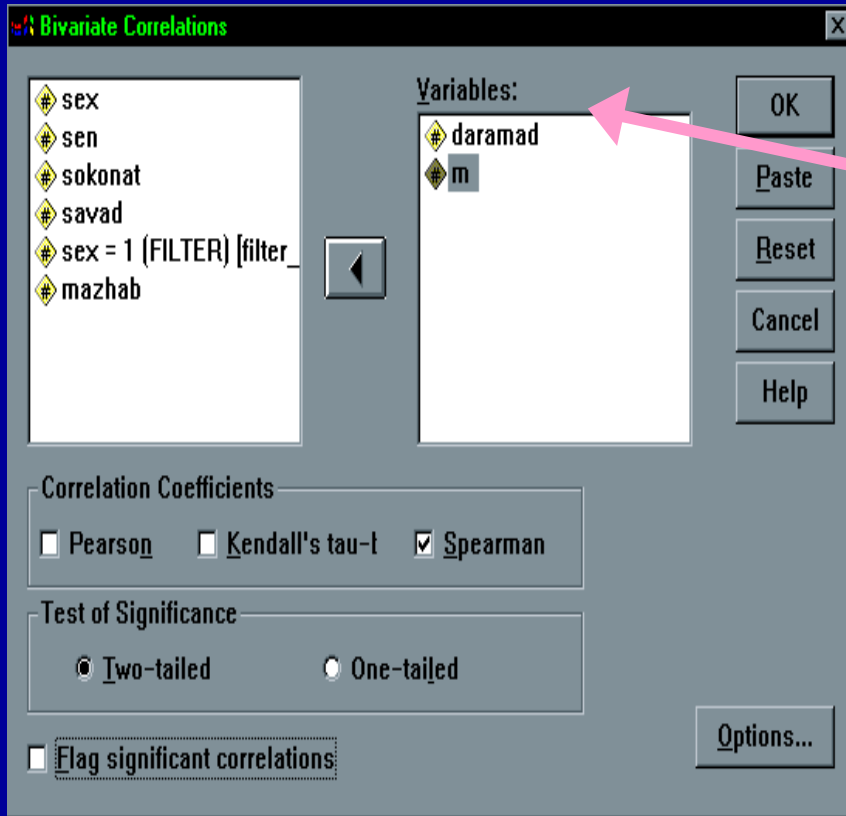 Bivariate Correlations
sex
sen
sokonat
savad
sex = 1 (FILTER) [filter_
mazhab
Variables:
daramad
m
OK
Paste
Reset
Cancel
Help
Correlation Coefficients
Pearson Kendall's tau-b Spearman
Test of Significance
Two-tailed One-tailed
Flag significant correlations
Options...